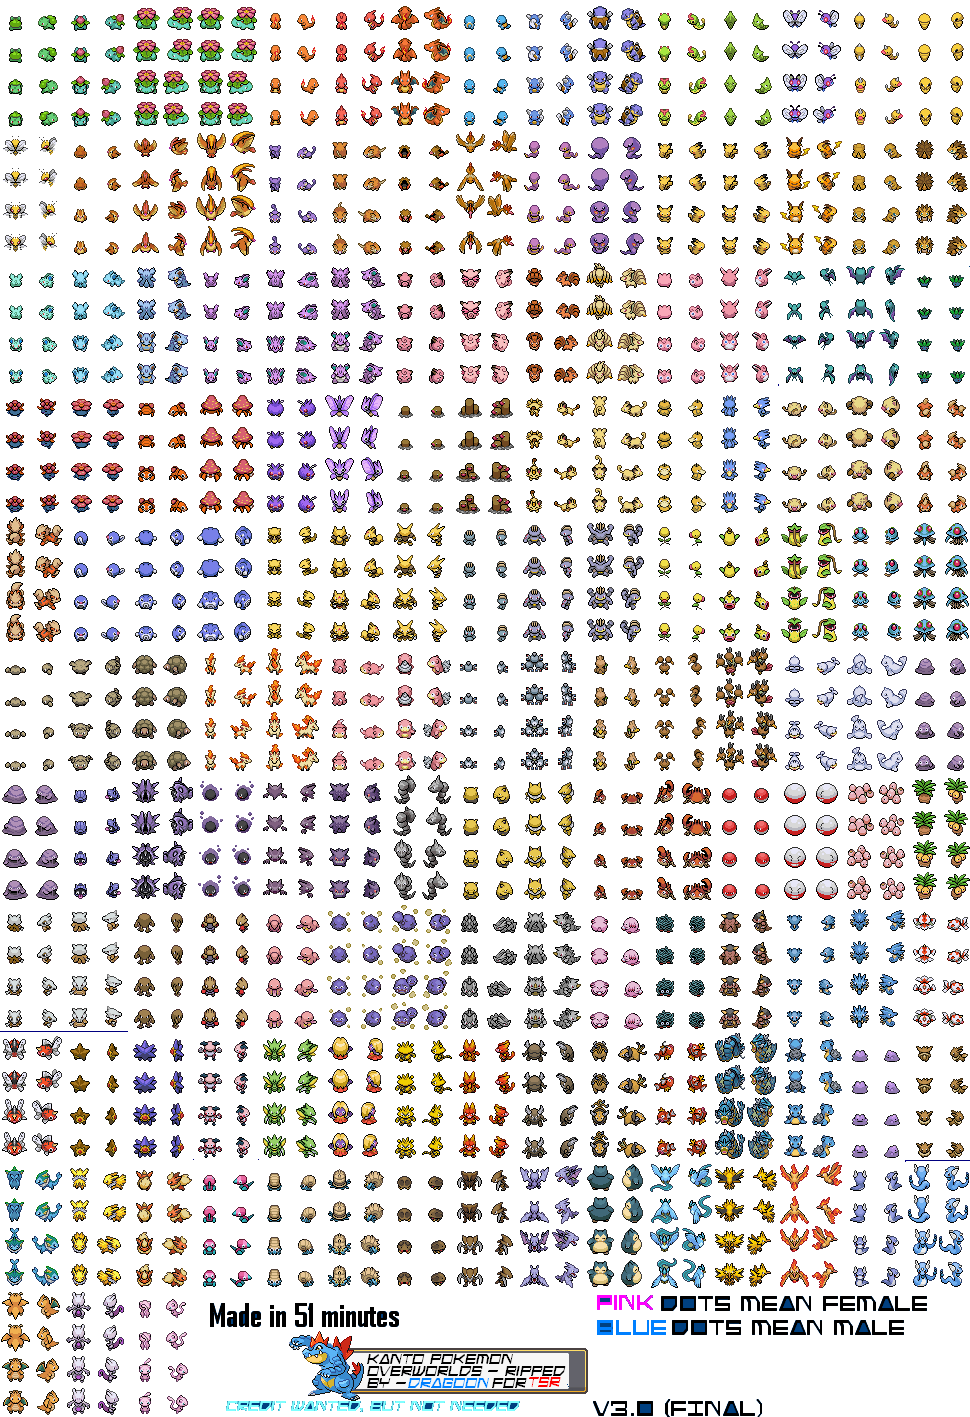 Made in 51 minutes
PINK DOTS MEAN FEMALE
BLUE DOTS MEAN MALE
KANTO POKEMON
OVERWORLDS - RIPPED
BY - DRAGOON FOR TSR
CREDIT WANTED, BUT NOT NEEDED
V3.0 (FINAL)